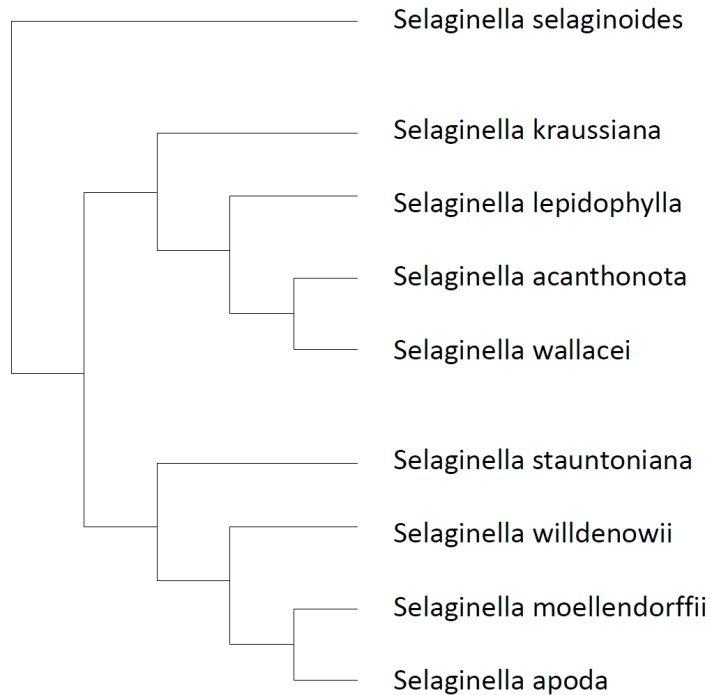 Selaginella selaginoides
Selaginella kraussiana
Selaginella lepidophylla
Selaginella acanthonota
Selaginella wallacei
Selaginella stauntoniana
Selaginella willdenowii
Selaginella moellendorffii
Selaginella apoda